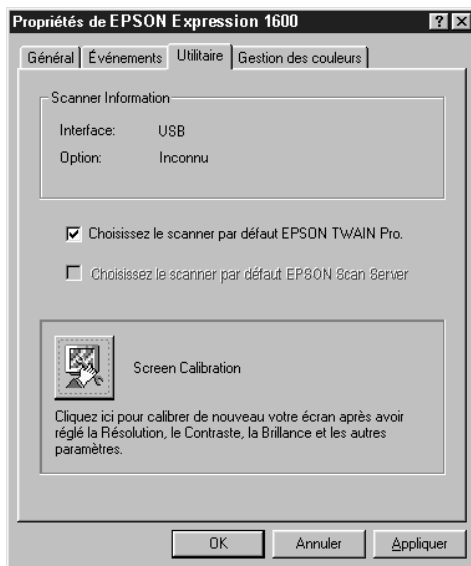 Propriétés de EPSON Expression 1600
Général
Événements
Utilitaire
Gestion des couleurs
Scanner Information
Interface: USB
Option: Inconnu
Choisissez le scanner par défaut EPSON TWAIN Pro.
Choisissez le scanner par défaut EPSON Scan Server
Screen Calibration
Cliquez ici pour calibrer de nouveau votre écran après avoir
réglé la Résolution, le Contraste, la Brillance et les autres
paramètres.
OK
Annuler
Appliquer